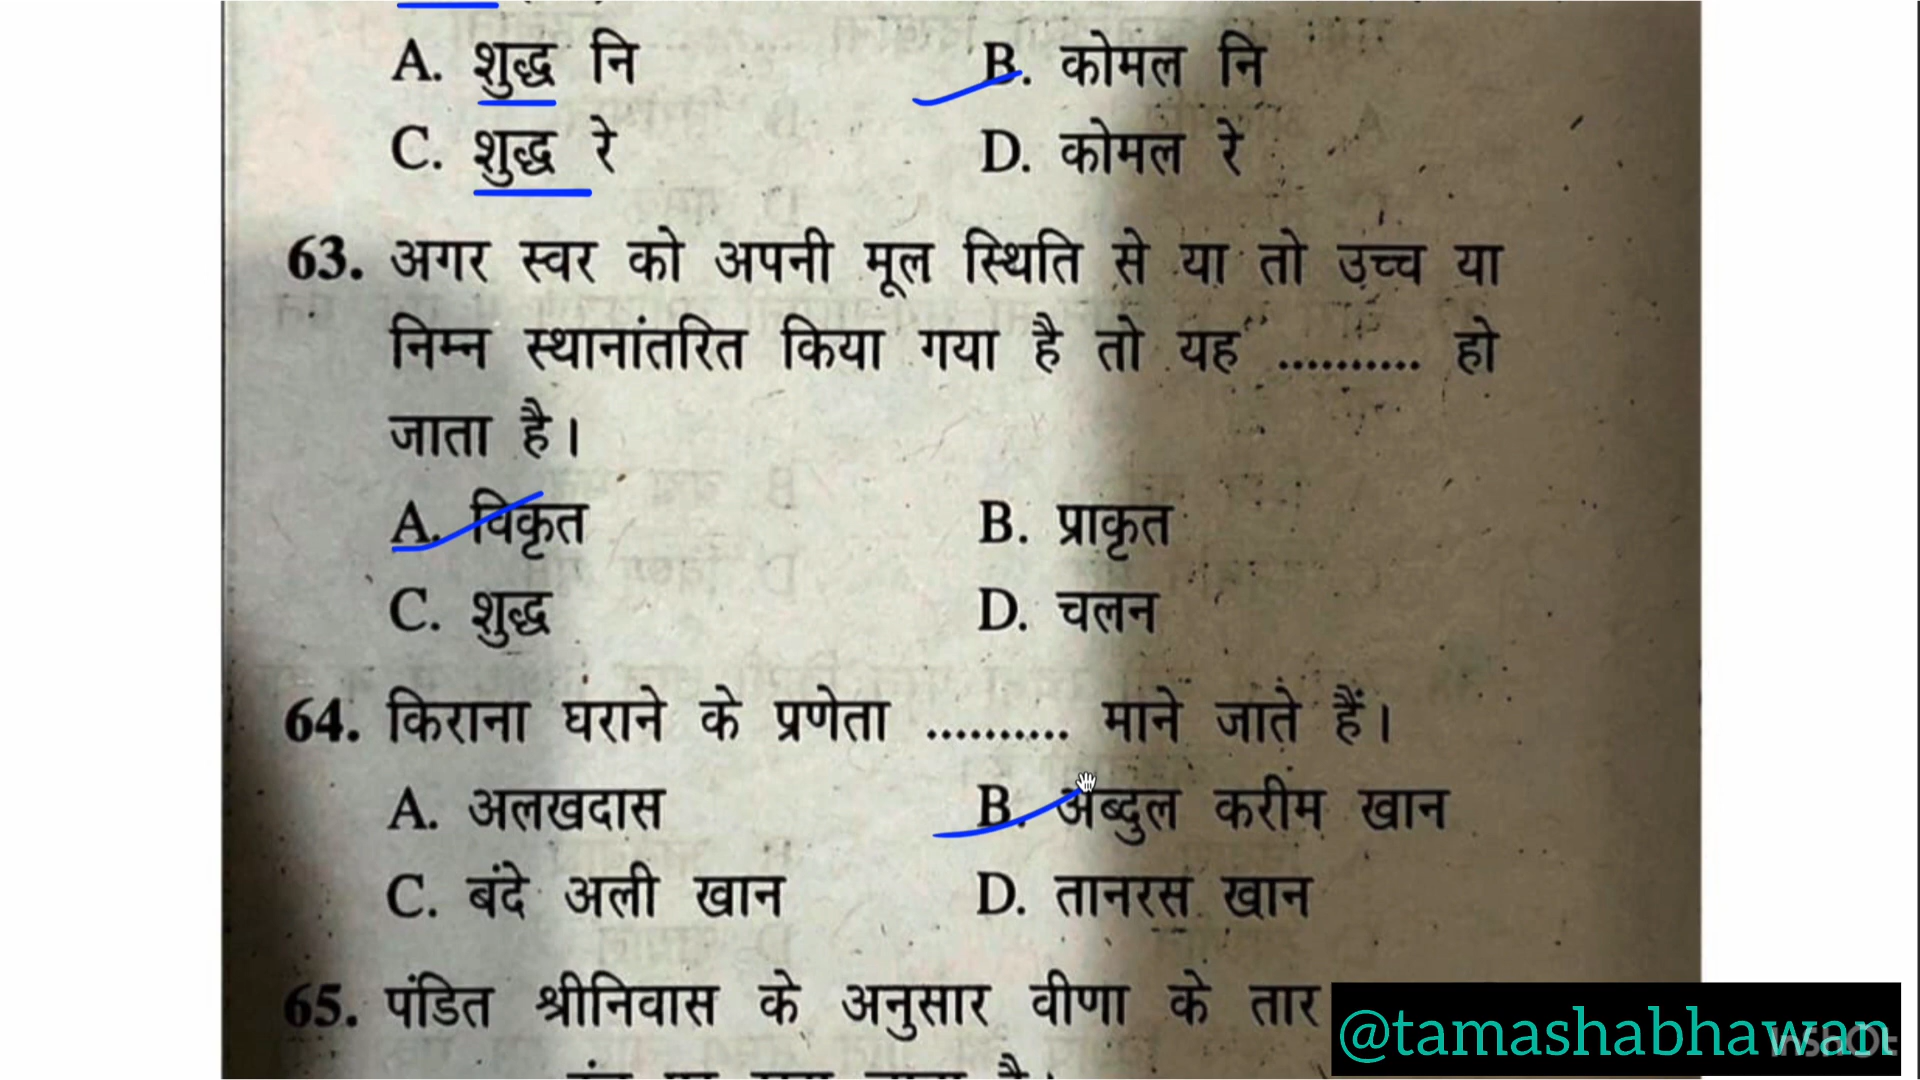 A. शुद्ध नि B. कोमल नि
C. शुद्ध रे D. कोमल रे
63. अगर स्वर को अपनी मूल स्थिति से या तो उच्च या
निम्न स्थानांतरित किया गया है तो यह .......... हो
जाता है।
A. विकृत B. प्राकृत
C. शुद्ध D. चलन
64. किराना घराने के प्रणेता .......... माने जाते हैं।
A. अलखदास B. अब्दुल करीम खान
C. बंदे अली खान D. तानरस खान
65. पंडित श्रीनिवास के अनुसार वीणा के तार
@tamashabhawan
InShOt